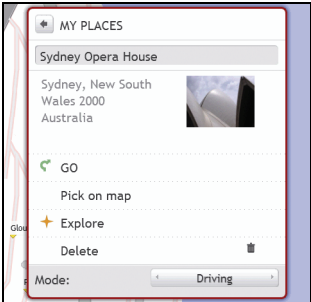 MY PLACES
Sydney Opera House
Sydney, New South
Wales 2000
Australia
GO
Pick on map
Explore
Delete
Mode: Driving